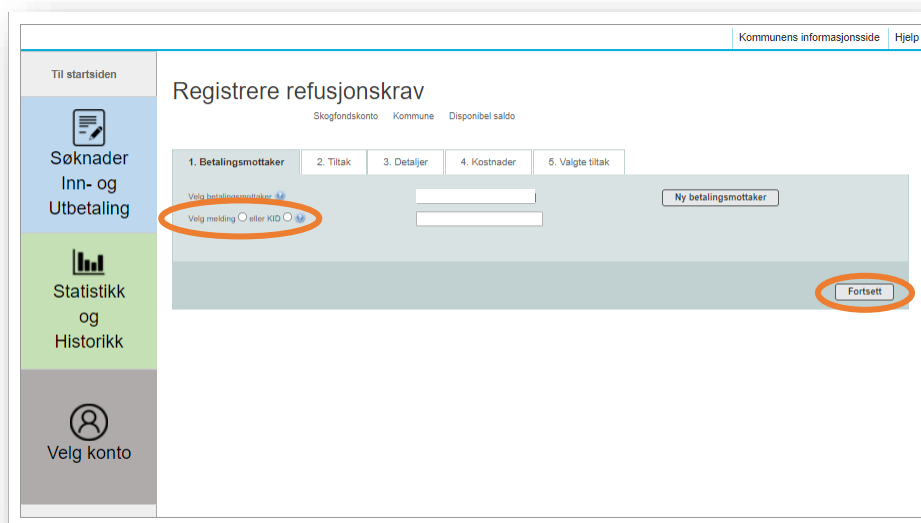 Kommunens informasjonsside Hjelp
Til startsiden
Registrere refusjonskrav
Skogfondskonto Kommune Disponibel saldo
Søknader
Inn- og
Utbetaling
1. Betalingsmottaker 2. Tiltak 3. Detaljer 4. Kostnader 5. Valgte tiltak
Velg betalingsmottaker
Ny betalingsmottaker
Velg melding eller KID
Fortsett
Statistikk
og
Historikk
Velg konto